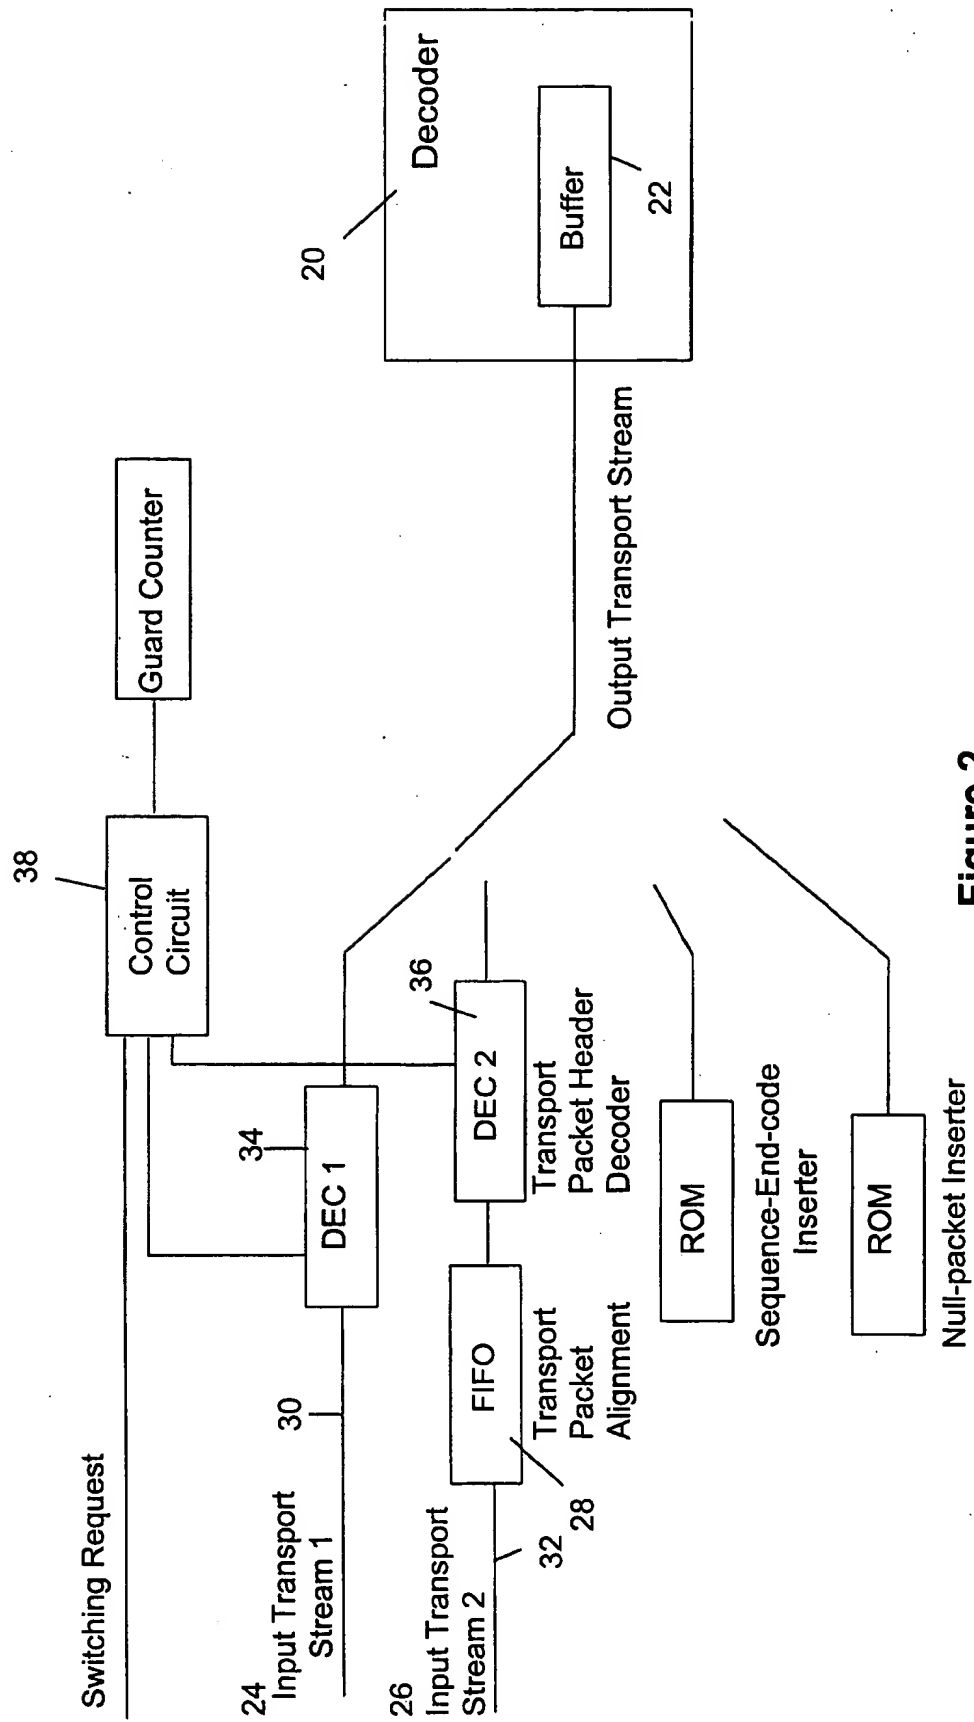 Switching Request
38
Control
Circuit
Guard Counter
24
Input Transport
Stream 1
30
34
DEC 1
26
Input Transport
Stream 2
32
28
FIFO
Transport
Packet
Alignment
36
DEC 2
Transport
Packet Header
Decoder
Output Transport Stream
20
Decoder
Buffer
22
ROM
Sequence-End-code
Inserter
ROM
Null-packet Inserter
Figure 2